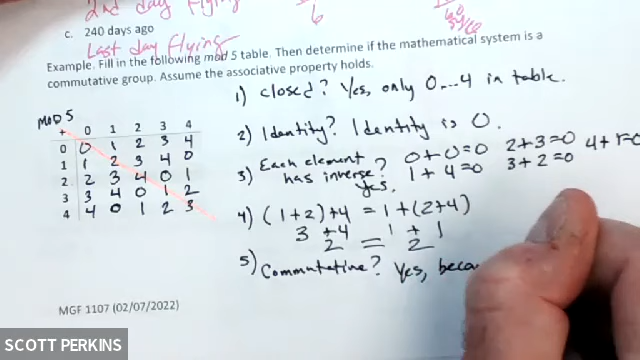 2nd day flying
6
c. 240 days ago
Last day flying
Example. Fill in the following mod 5 table. Then determine if the mathematical system is a
commutative group. Assume the associative property holds.
MOD 5
+ 0 1 2 3 4
0 0 1 2 3 4
1 1 2 3 4 0
2 2 3 4 0 1
3 3 4 0 1 2
4 4 0 1 2 3
1) Closed? Yes, only 0...4 in table.
2) Identity? Identity is 0.
3) Each element has inverse? Yes.
0+0=0 2+3=0 4+1=0
1+4=0 3+2=0
4) (1+2)+4 = 1+(2+4)
3 +4 1 + 1
2 = 2
5) Commutative? Yes, beca
MGF 1107 (02/07/2022)
SCOTT PERKINS